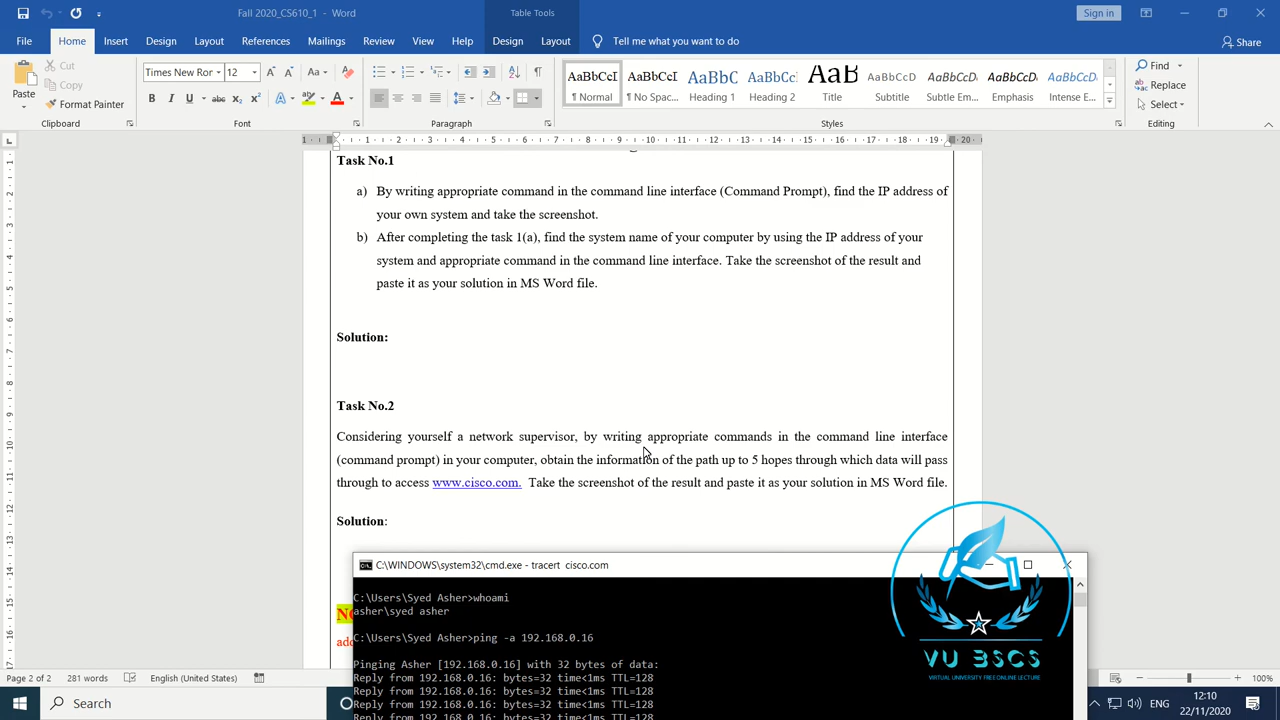 Fall 2020_CS610_1 - Word
Table Tools
Sign in
File Home Insert Design Layout References Mailings Review View Help Design Layout Tell me what you want to do Share
Paste
Cut
Copy
Format Painter
Clipboard
Times New Ror 12
Font
Paragraph
AaBbCcI AaBbCcI AaBbC AaBbCc AaB AaBbCcD AaBbCcD AaBbCcD AaBbCcD
¶ Normal ¶ No Spac... Heading 1 Heading 2 Title Subtitle Subtle Em... Emphasis Intense E...
Styles
Find
Replace
Select
Editing
Task No.1
a) By writing appropriate command in the command line interface (Command Prompt), find the IP address of
your own system and take the screenshot.
b) After completing the task 1(a), find the system name of your computer by using the IP address of your
system and appropriate command in the command line interface. Take the screenshot of the result and
paste it as your solution in MS Word file.
Solution:
Task No.2
Considering yourself a network supervisor, by writing appropriate commands in the command line interface
(command prompt) in your computer, obtain the information of the path up to 5 hopes through which data will pass
through to access www.cisco.com. Take the screenshot of the result and paste it as your solution in MS Word file.
Solution:
C:\WINDOWS\system32\cmd.exe - tracert cisco.com
C:\Users\Syed Asher>whoami
asher\syed asher
C:\Users\Syed Asher>ping -a 192.168.0.16
Pinging Asher [192.168.0.16] with 32 bytes of data:
Reply from 192.168.0.16: bytes=32 time<1ms TTL=128
Reply from 192.168.0.16: bytes=32 time<1ms TTL=128
Reply from 192.168.0.16: bytes=32 time<1ms TTL=128
Reply from 192.168.0.16: bytes=32 time<1ms TTL=128
VU BSCS
VIRTUAL UNIVERSITY FREE ONLINE LECTURE
Page 2 of 2 281 words English (United States) 100%
Search
ENG
12:10
22/11/2020